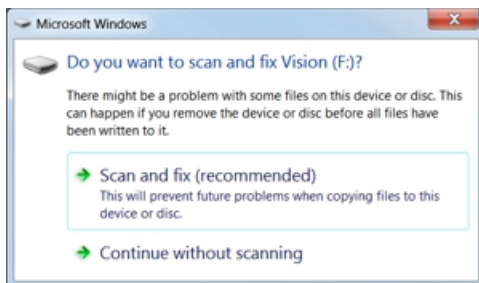 Microsoft Windows
Do you want to scan and fix Vision (F:)?
There might be a problem with some files on this device or disc. This
can happen if you remove the device or disc before all files have
been written to it.
Scan and fix (recommended)
This will prevent future problems when copying files to this
device or disc.
Continue without scanning